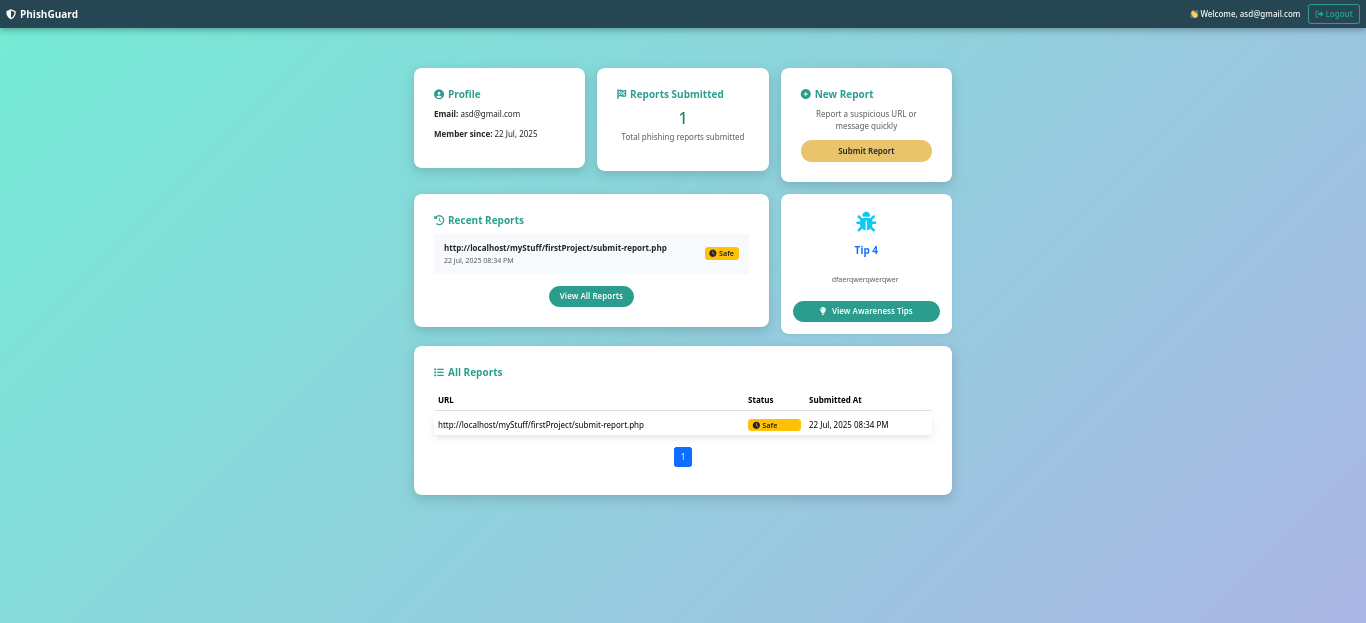 PhishGuard
👋 Welcome, asd@gmail.com
Logout
Profile
Email: asd@gmail.com
Member since: 22 Jul, 2025
Reports Submitted
1
Total phishing reports submitted
New Report
Report a suspicious URL or
message quickly
Submit Report
Recent Reports
http://localhost/myStuff/firstProject/submit-report.php
22 Jul, 2025 08:34 PM
Safe
View All Reports
Tip 4
dfaerqwerqwerqwer
View Awareness Tips
All Reports
URL Status Submitted At
http://localhost/myStuff/firstProject/submit-report.php Safe 22 Jul, 2025 08:34 PM
1